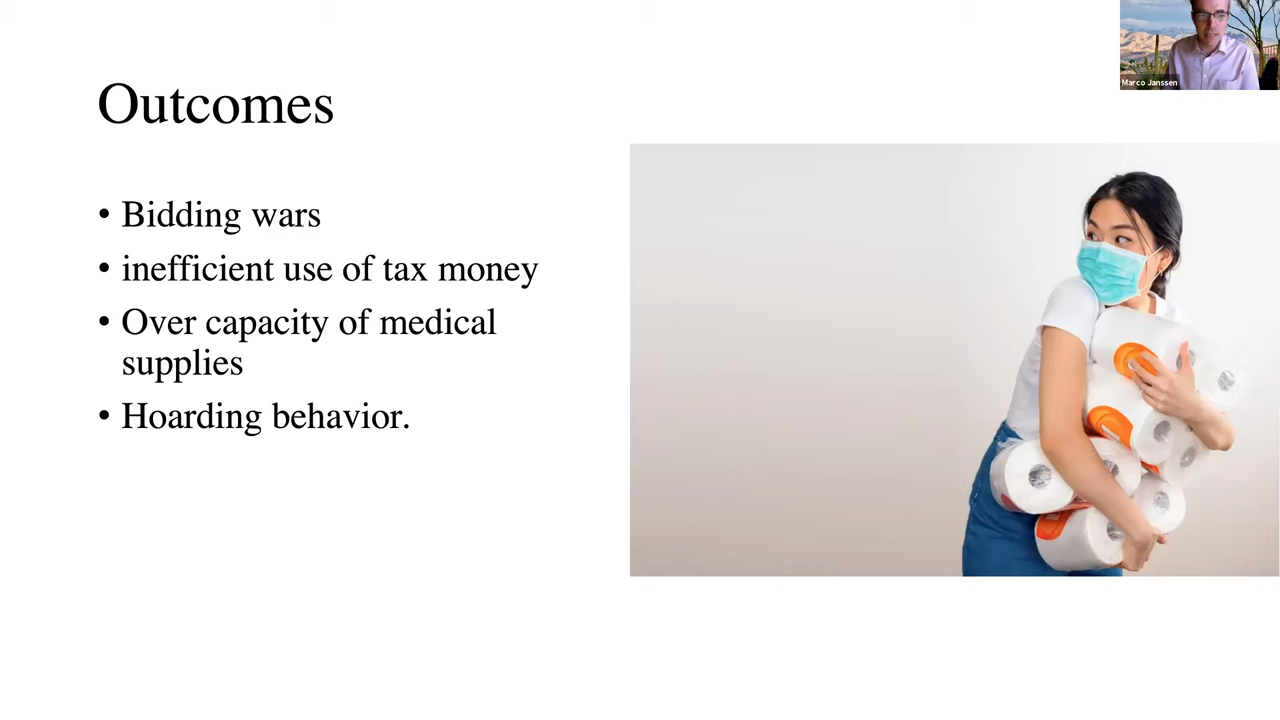 Marco Janssen
Outcomes
• Bidding wars
• inefficient use of tax money
• Over capacity of medical
supplies
• Hoarding behavior.